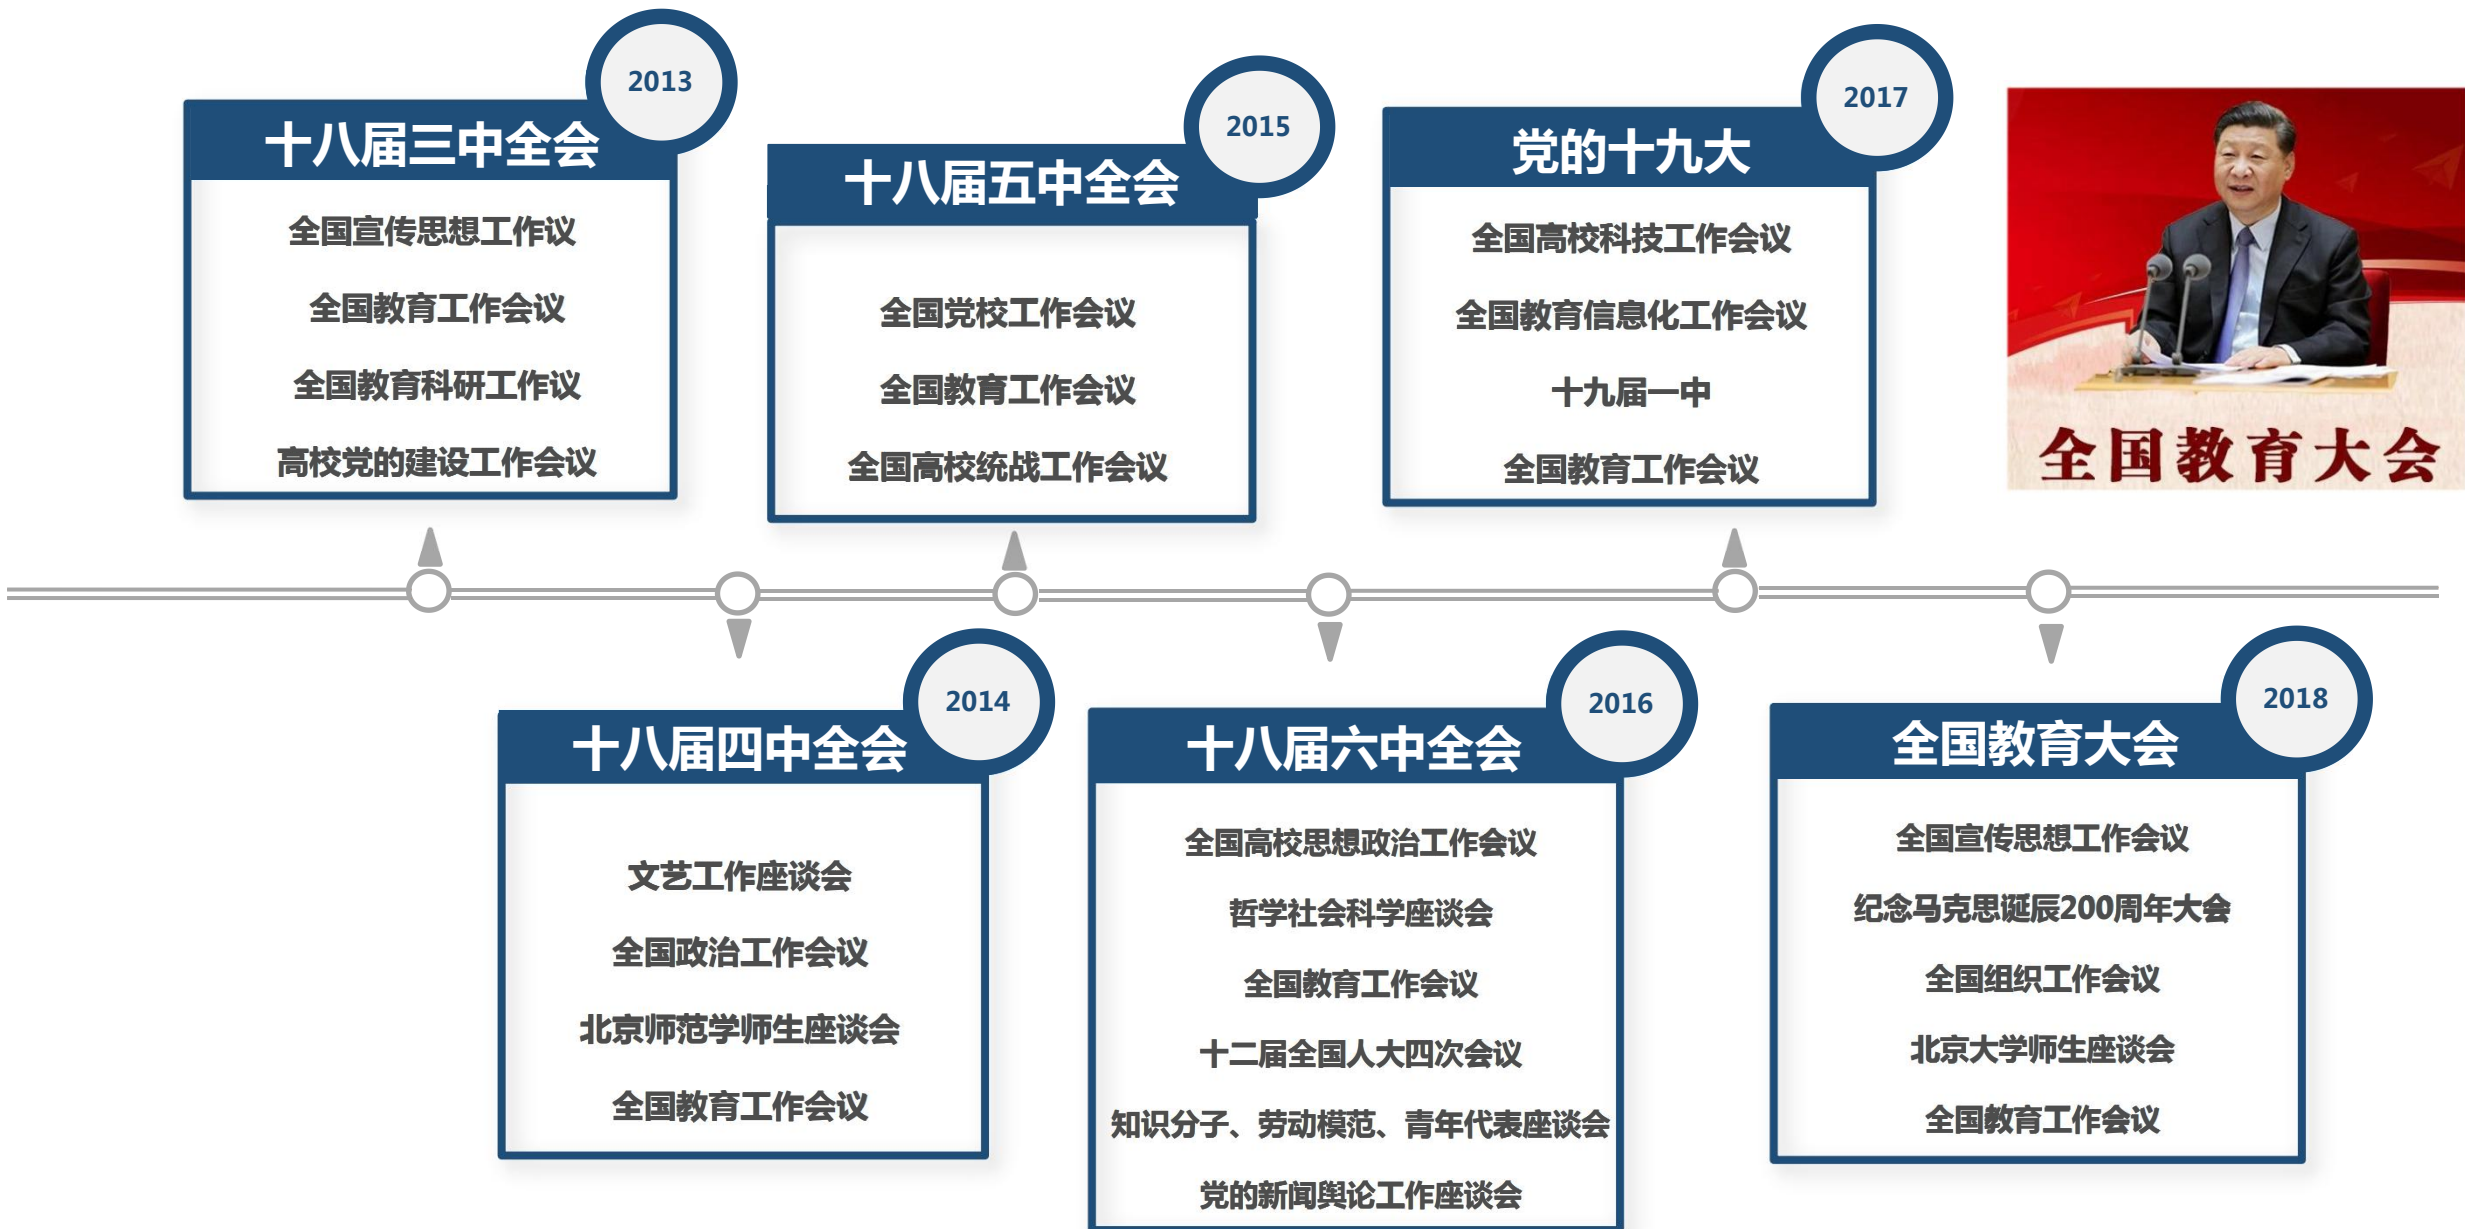 2013
十八届三中全会
全国宣传思想工作议
全国教育工作会议
全国教育科研工作议
高校党的建设工作会议
2015
十八届五中全会
全国党校工作会议
全国教育工作会议
全国高校统战工作会议
2017
党的十九大
全国高校科技工作会议
全国教育信息化工作会议
十九届一中
全国教育工作会议
全国教育大会
2014
十八届四中全会
文艺工作座谈会
全国政治工作会议
北京师范学师生座谈会
全国教育工作会议
2016
十八届六中全会
全国高校思想政治工作会议
哲学社会科学座谈会
全国教育工作会议
十二届全国人大四次会议
知识分子、劳动模范、青年代表座谈会
党的新闻舆论工作座谈会
2018
全国教育大会
全国宣传思想工作会议
纪念马克思诞辰200周年大会
全国组织工作会议
北京大学师生座谈会
全国教育工作会议